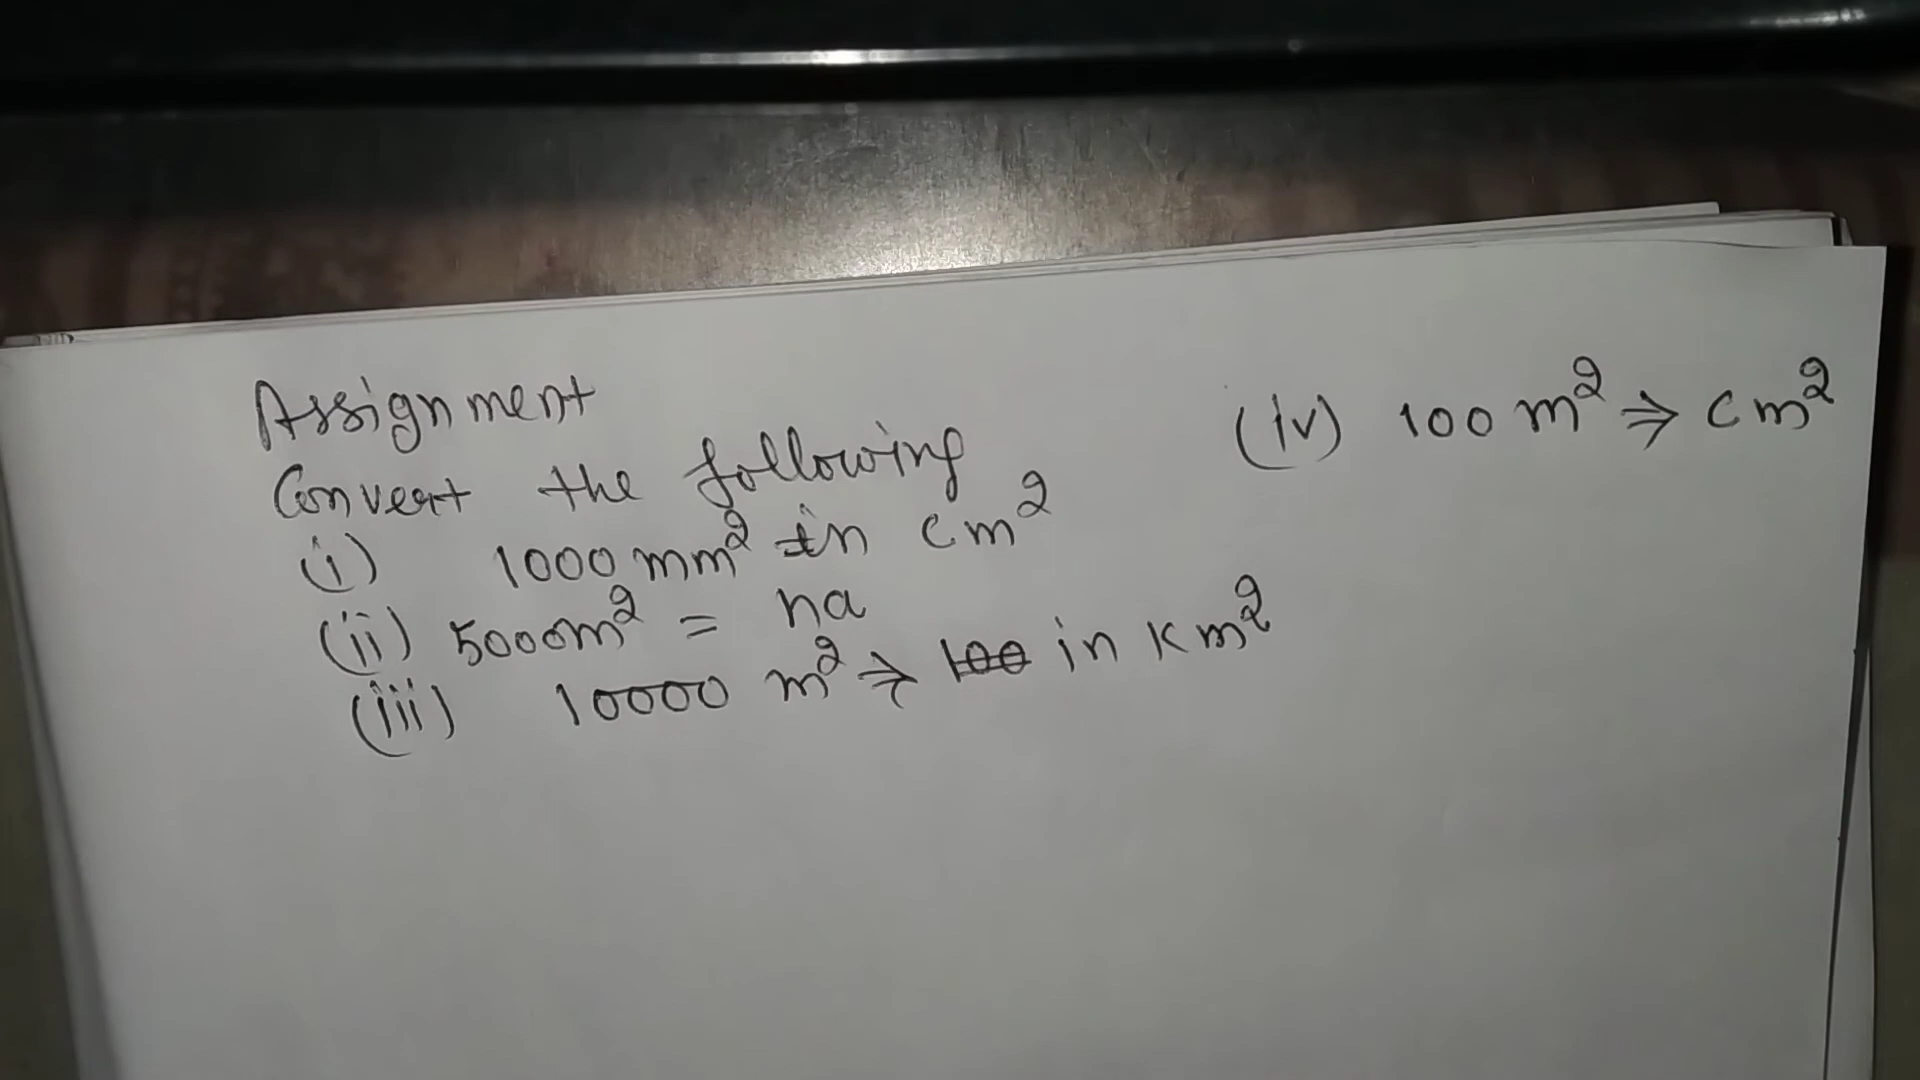 Assignment
Convert the following
(i) 1000 mm² in cm²
(ii) 5000m² = ha
(iii) 10000 m² ⇒ 100 in Km²
(iv) 100 m² ⇒ cm²